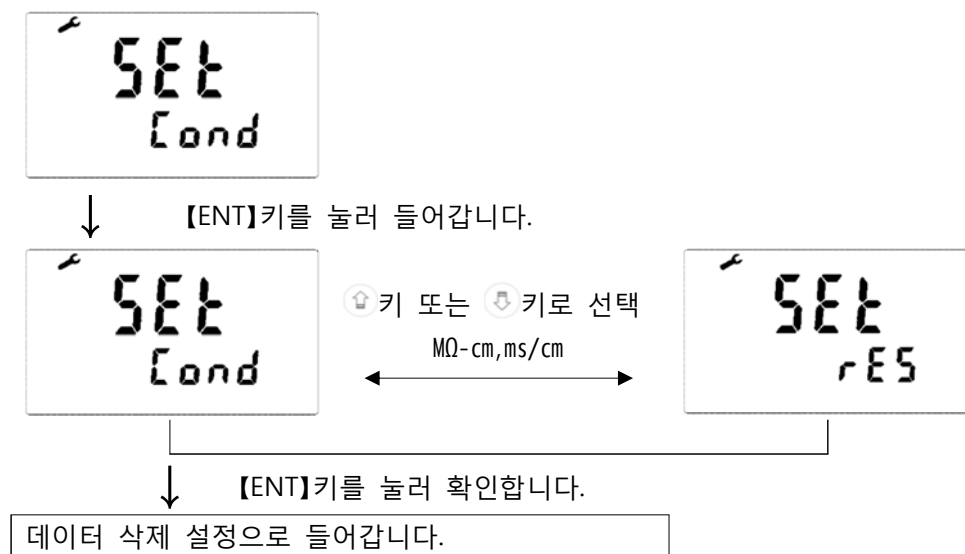 SEt
Cond
【ENT】키를 눌러 들어갑니다.
SEt
Cond
키 또는 키로 선택
MΩ-cm,ms/cm
SEt
rES
【ENT】키를 눌러 확인합니다.
데이터 삭제 설정으로 들어갑니다.